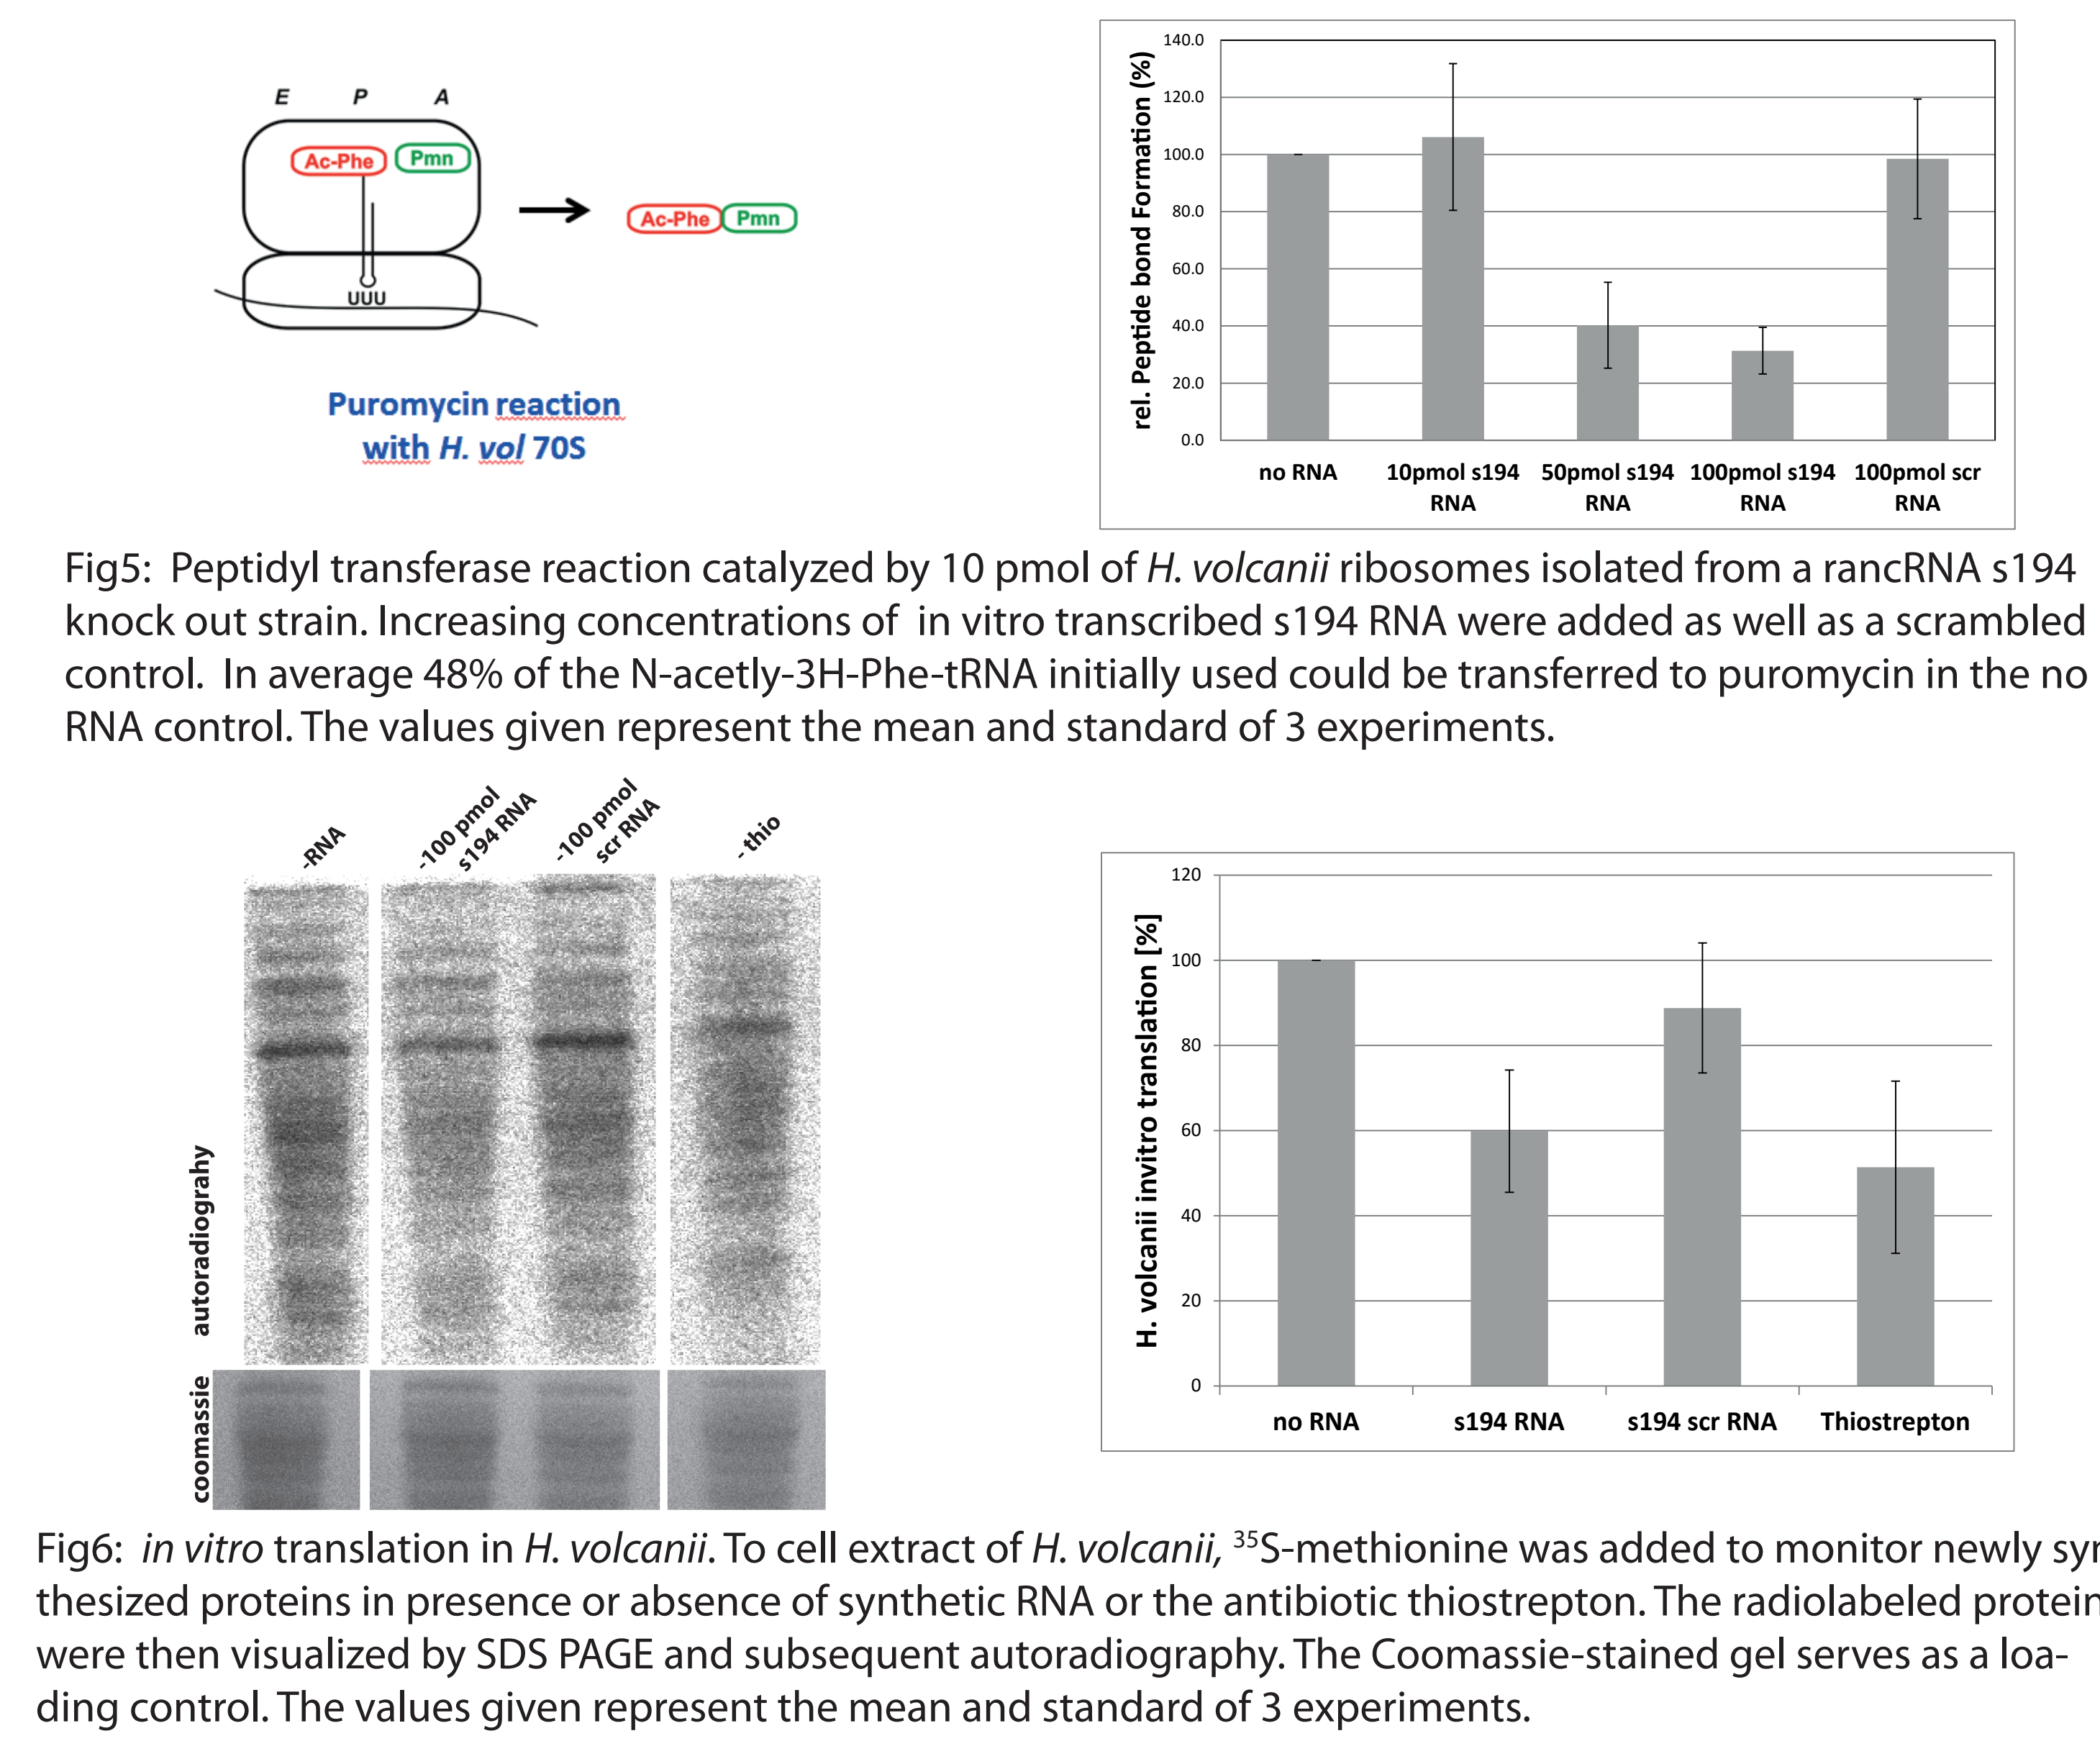 E P A
Ac-Phe Pmn
UUU
Ac-Phe Pmn
Puromycin reaction
with H. vol 70S
rel. Peptide bond Formation (%)
140.0
120.0
100.0
80.0
60.0
40.0
20.0
0.0
no RNA 10pmol s194 50pmol s194 100pmol s194 100pmol scr
RNA RNA RNA RNA
Fig5: Peptidyl transferase reaction catalyzed by 10 pmol of H. volcanii ribosomes isolated from a rancRNA s194
knock out strain. Increasing concentrations of in vitro transcribed s194 RNA were added as well as a scrambled
control. In average 48% of the N-acetly-3H-Phe-tRNA initially used could be transferred to puromycin in the no
RNA control. The values given represent the mean and standard of 3 experiments.
-RNA
-100 pmol
s194 RNA
-100 pmol
scr RNA
- thio
autoradiograhy
coomassie
H. volcanii invitro translation [%]
120
100
80
60
40
20
0
no RNA s194 RNA s194 scr RNA Thiostrepton
Fig6: in vitro translation in H. volcanii. To cell extract of H. volcanii, ³⁵S-methionine was added to monitor newly syn
thesized proteins in presence or absence of synthetic RNA or the antibiotic thiostrepton. The radiolabeled protein
were then visualized by SDS PAGE and subsequent autoradiography. The Coomassie-stained gel serves as a loa-
ding control. The values given represent the mean and standard of 3 experiments.